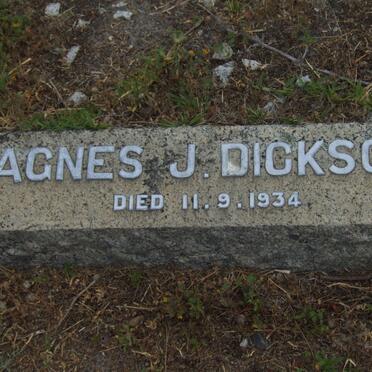 AGNES J. DICKSO
DIED 11.9.1934